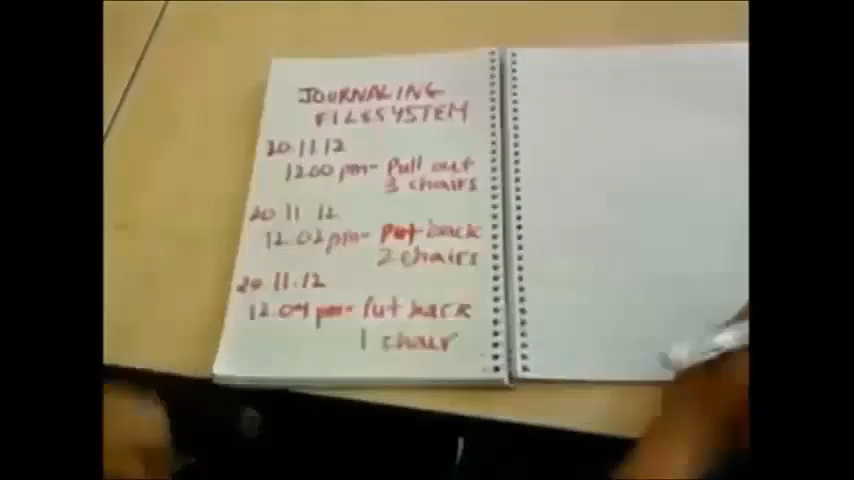 JOURNALING
FILESYSTEM
20.11.12
12.00 pm- Pull out
3 chairs
20 11 12
12.02 pm- Put back
2 chairs
20.11.12
12.04 pm- Put back
1 chair